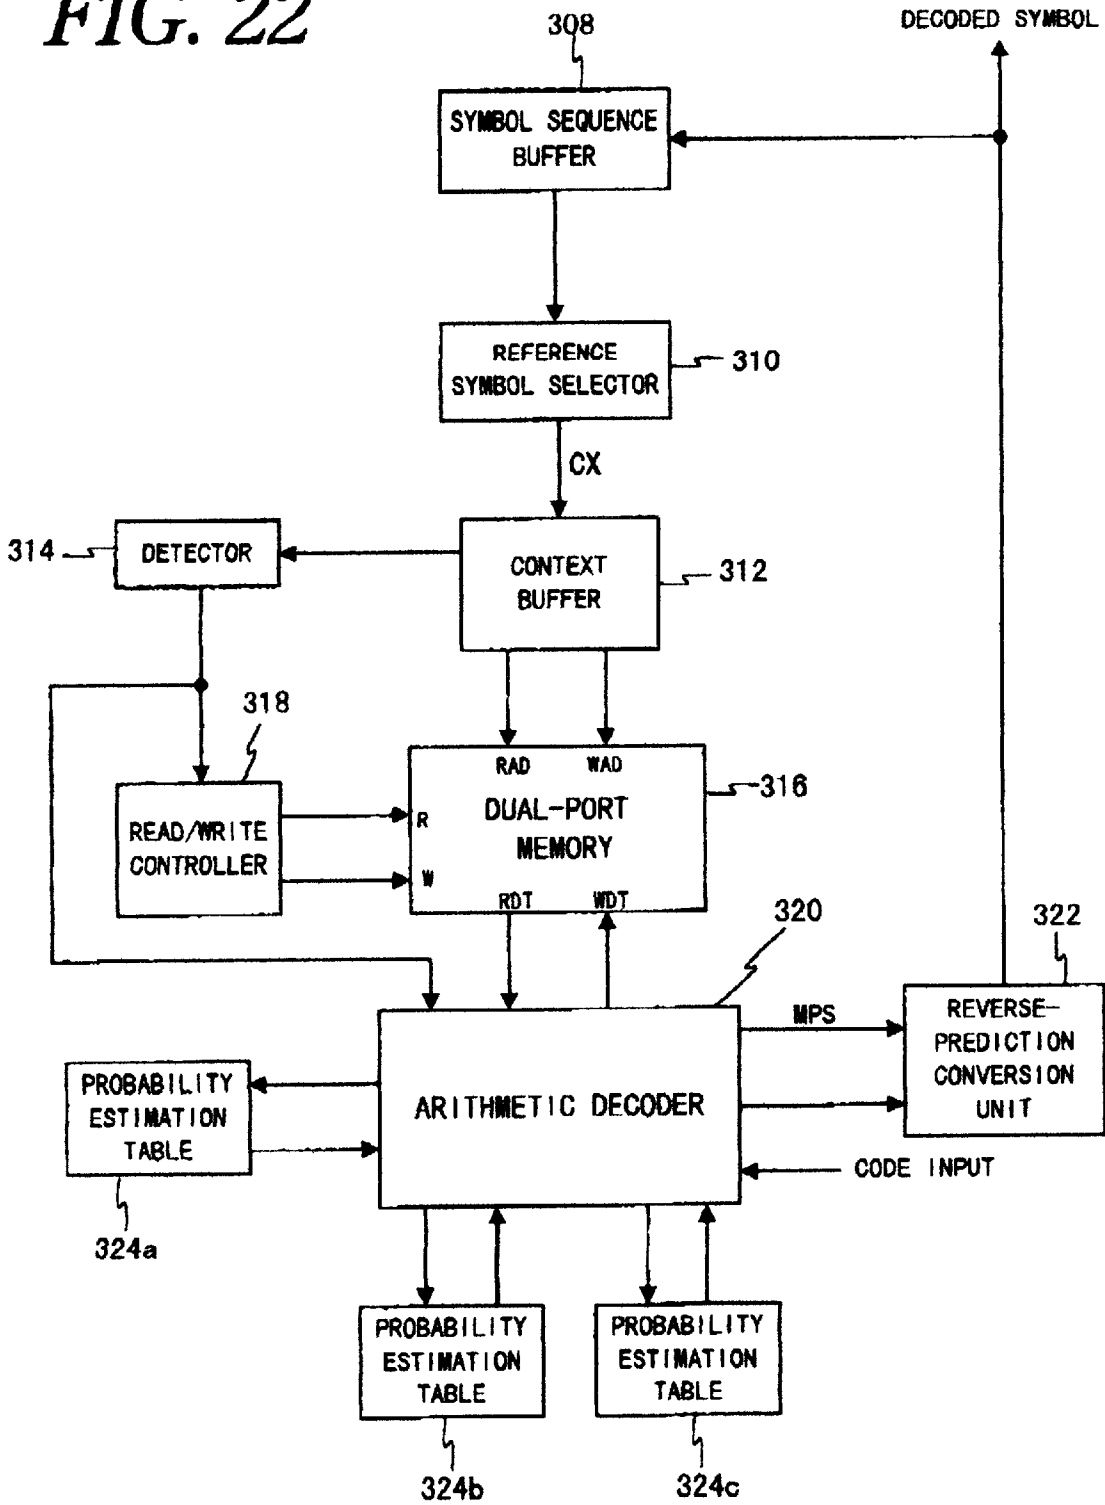 FIG. 22
308
DECODED SYMBOL
SYMBOL SEQUENCE
BUFFER
REFERENCE
SYMBOL SELECTOR
310
CX
314
DETECTOR
CONTEXT
BUFFER
312
318
RAD WAD
316
READ/WRITE
CONTROLLER
R
DUAL-PORT
MEMORY
W
RDT WDT
320
322
MPS
REVERSE-
PREDICTION
CONVERSION
UNIT
PROBABILITY
ESTIMATION
TABLE
ARITHMETIC DECODER
CODE INPUT
324a
PROBABILITY
ESTIMATION
TABLE
PROBABILITY
ESTIMATION
TABLE
324b
324c